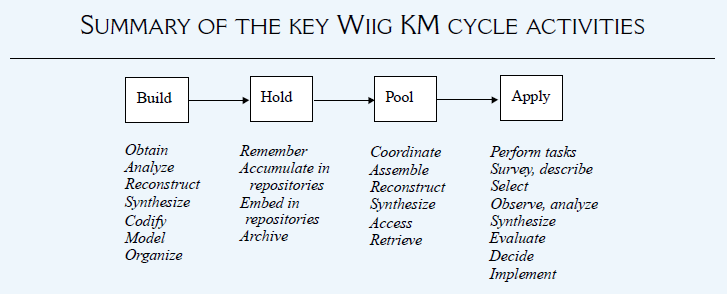 SUMMARY OF THE KEY WIIG KM CYCLE ACTIVITIES
Build
Hold
Pool
Apply
Obtain
Analyze
Reconstruct
Synthesize
Codify
Model
Organize
Remember
Accumulate in
repositories
Embed in
repositories
Archive
Coordinate
Assemble
Reconstruct
Synthesize
Access
Retrieve
Perform tasks
Survey, describe
Select
Observe, analyze
Synthesize
Evaluate
Decide
Implement